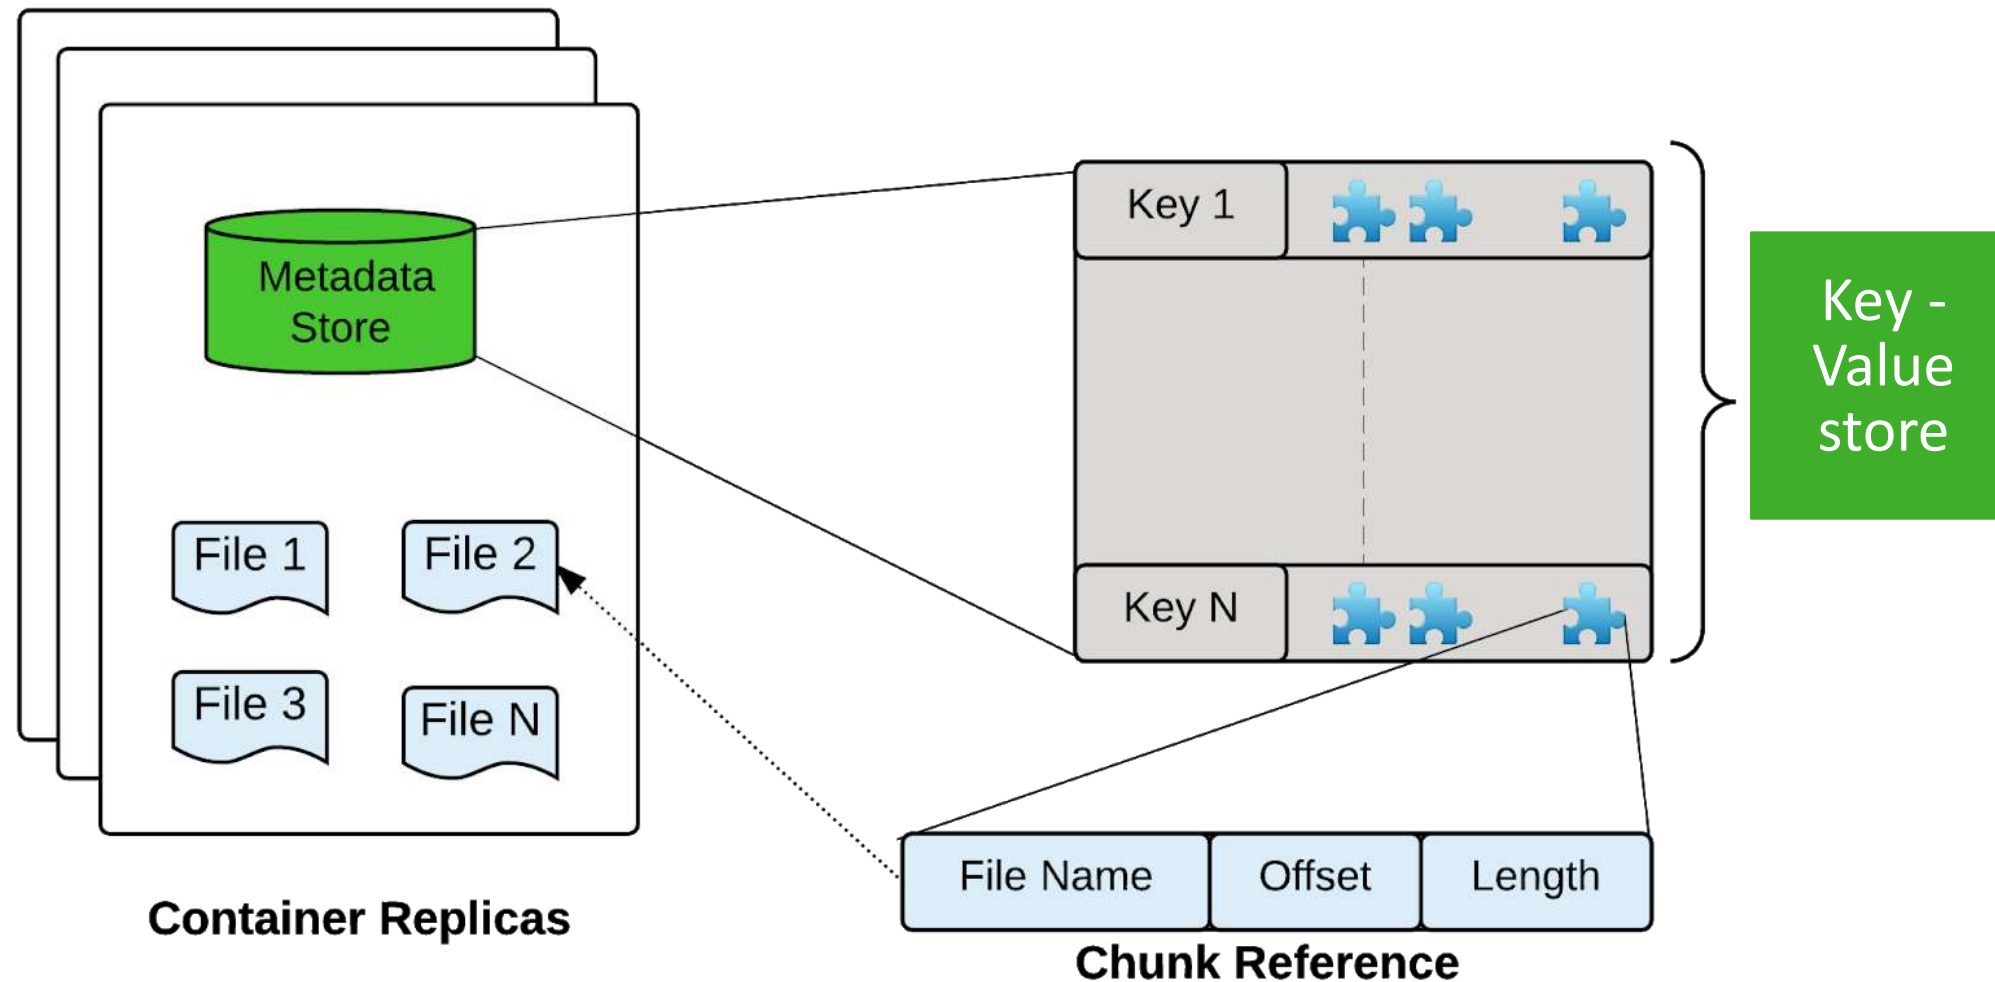 Metadata
Store
File 1
File 2
File 3
File N
Container Replicas
Key 1
Key N
Key -
Value
store
File Name
Offset
Length
Chunk Reference